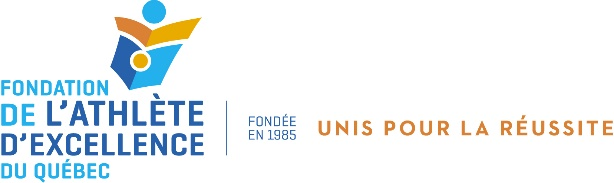 FONDATION
DE L'ATHLÈTE
D'EXCELLENCE
DU QUÉBEC
FONDÉE
EN 1985
UNIS POUR LA RÉUSSITE